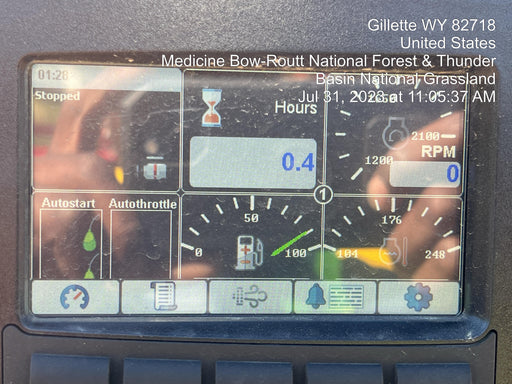 Gillette WY 82718
United States
Medicine Bow-Routt National Forest & Thunder
Basin National Grassland
Jul 31, 2023 at 11:05:37 AM
01:28
Stopped
Hours
0.4
2100
1200
RPM
0
1
Autostart
Autothrottle
50
0
100
176
104
248